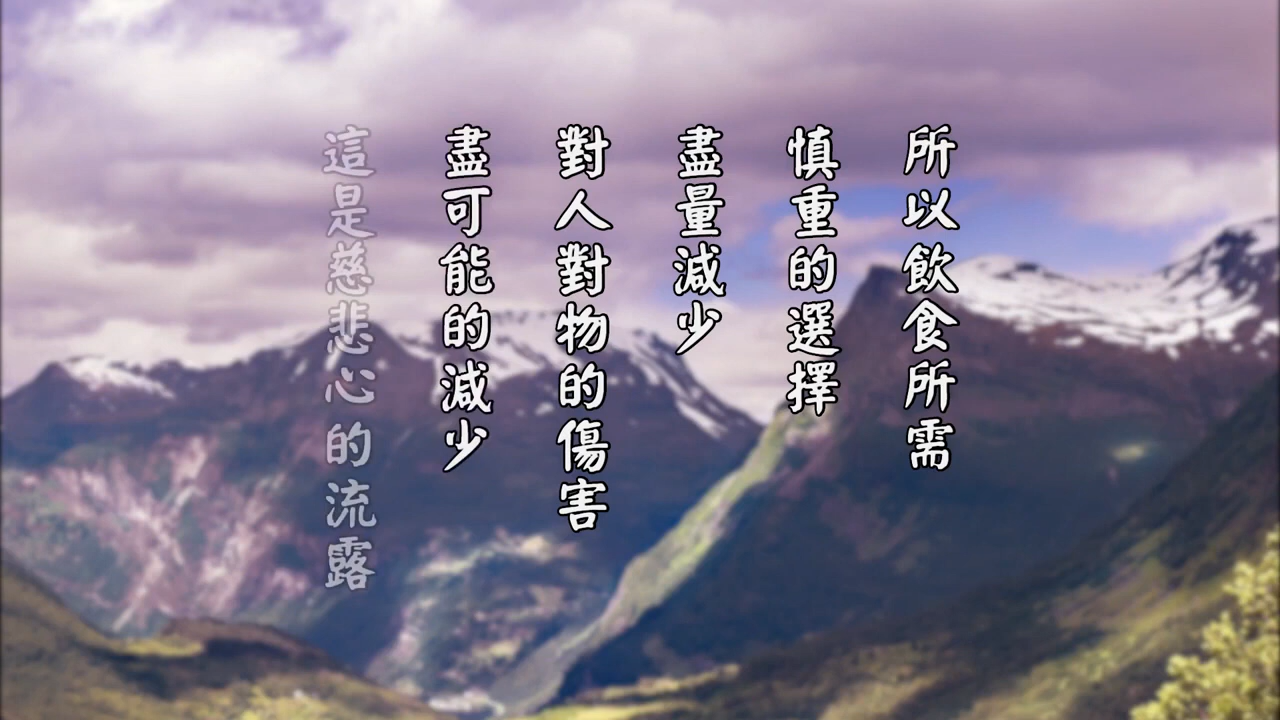 所以飲食所需
慎重的選擇
盡量減少
對人對物的傷害
盡可能的減少
這是慈悲心的流露